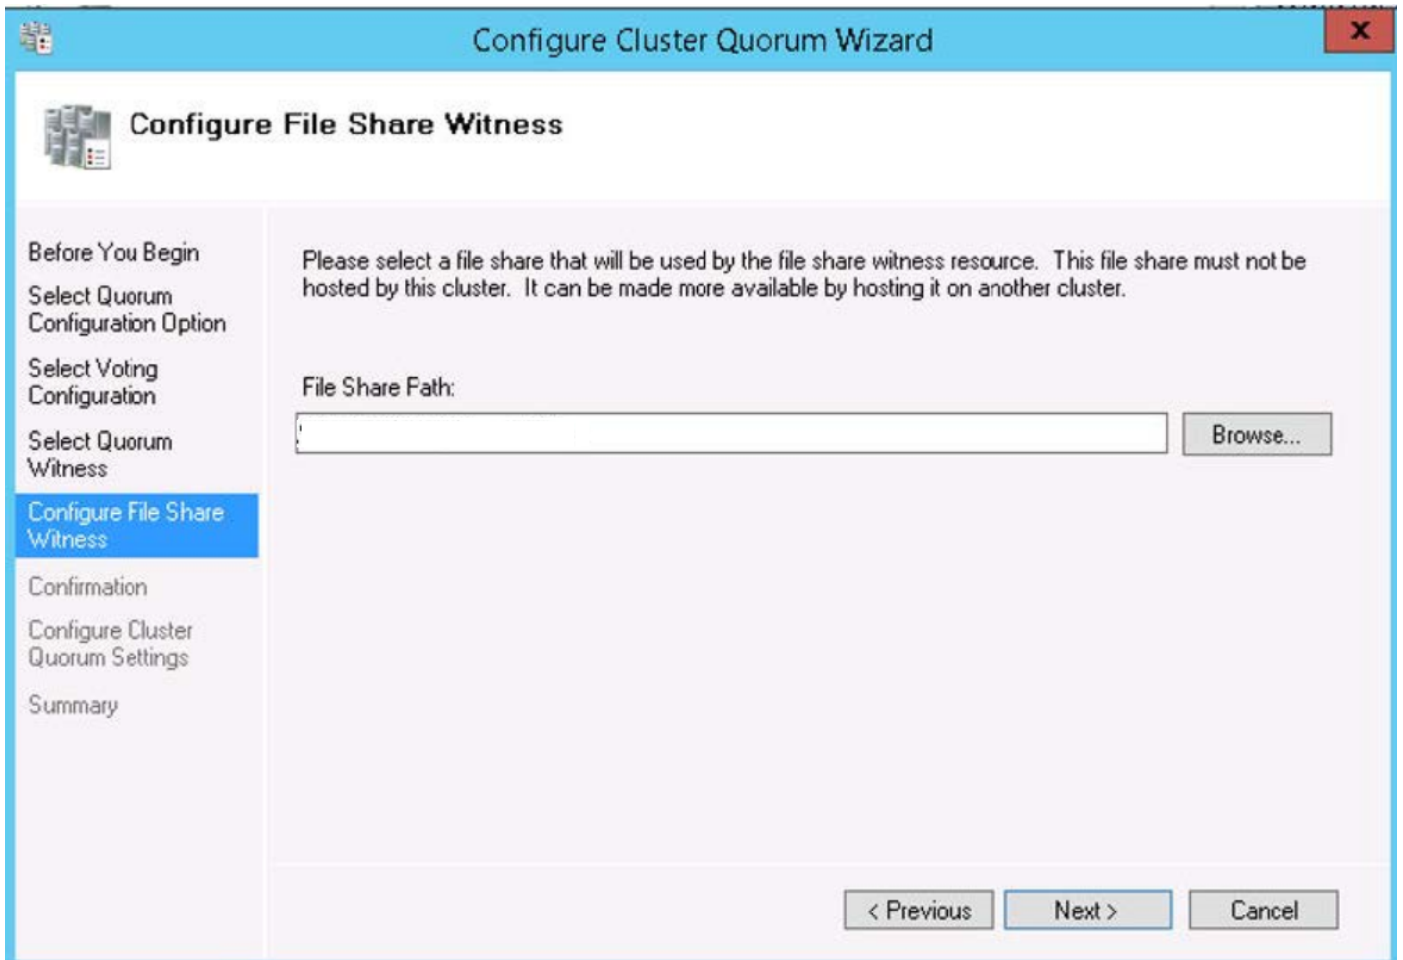 Configure Cluster Quorum Wizard
x
Configure File Share Witness
Before You Begin
Select Quorum
Configuration Option
Select Voting
Configuration
Select Quorum
Witness
Configure File Share
Witness
Confirmation
Configure Cluster
Quorum Settings
Summary
Please select a file share that will be used by the file share witness resource. This file share must not be
hosted by this cluster. It can be made more available by hosting it on another cluster.
File Share Path:
Browse...
< Previous
Next >
Cancel